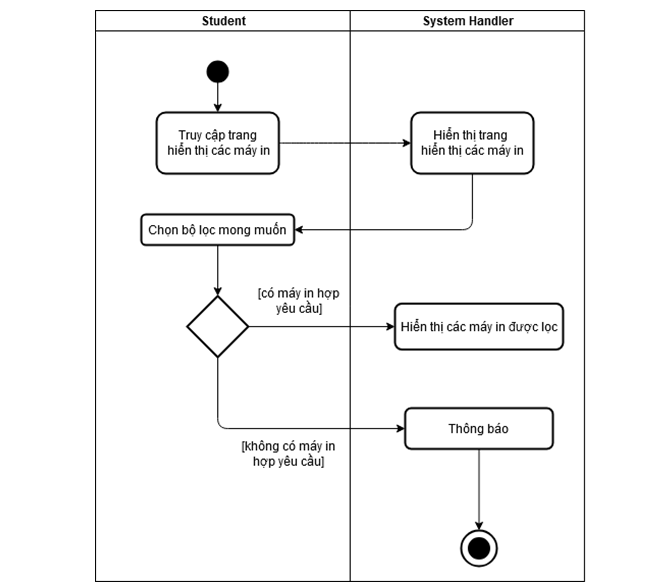 Student
System Handler
Truy cập trang
hiển thị các máy in
Hiển thị trang
hiển thị các máy in
Chọn bộ lọc mong muốn
[có máy in hợp
yêu cầu]
Hiển thị các máy in được lọc
Thông báo
[không có máy in
hợp yêu cầu]